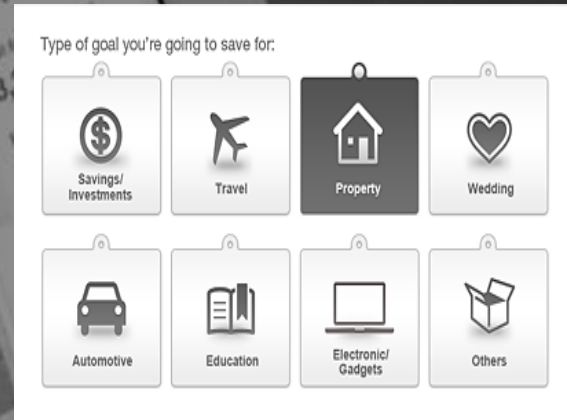 Type of goal you're going to save for:
Savings/
Investments
Travel
Property
Wedding
Automotive
Education
Electronic/
Gadgets
Others